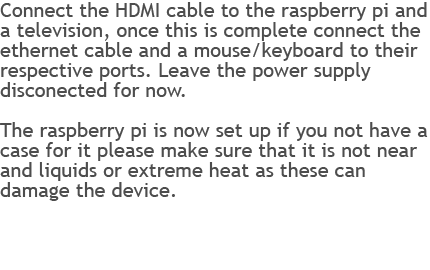 Connect the HDMI cable to the raspberry pi and
a television, once this is complete connect the
ethernet cable and a mouse/keyboard to their
respective ports. Leave the power supply
disconected for now.

The raspberry pi is now set up if you not have a
case for it please make sure that it is not near
and liquids or extreme heat as these can
damage the device.